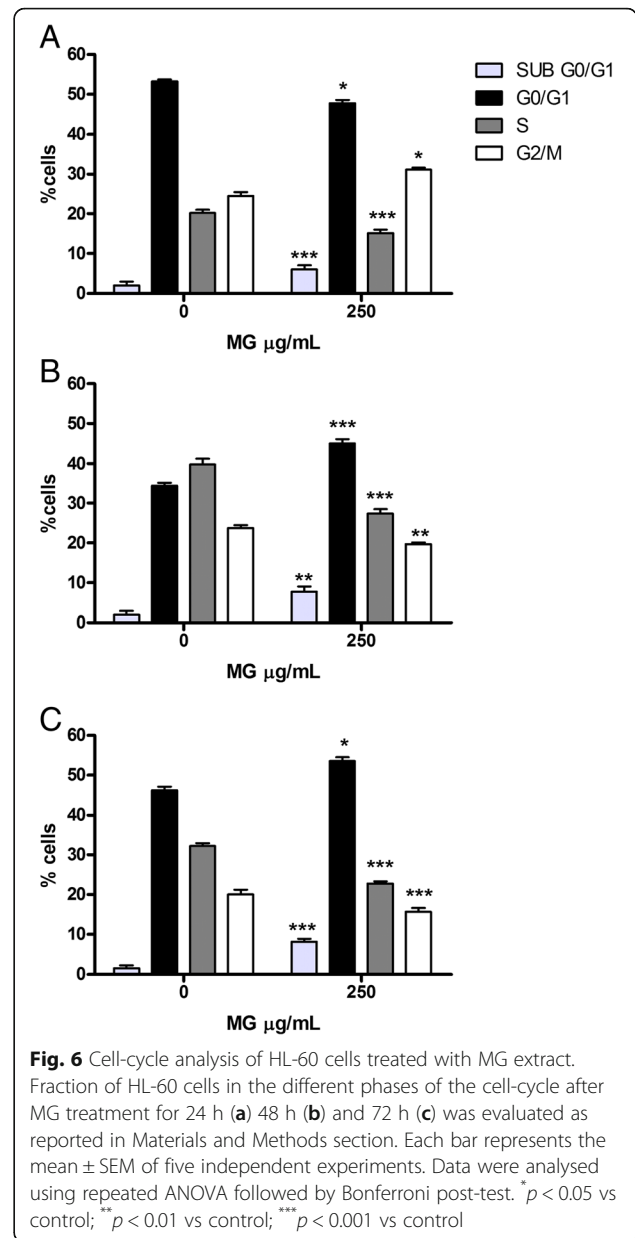 A
60
50
40
30
20
10
0
%cells
***
*
***
*
0
250
MG µg/mL
SUB G0/G1
G0/G1
S
G2/M
B
60
50
40
30
20
10
0
%cells
**
***
***
**
0
250
MG µg/mL
C
60
50
40
30
20
10
0
% cells
***
*
***
***
0
250
MG µg/mL
Fig. 6 Cell-cycle analysis of HL-60 cells treated with MG extract.
Fraction of HL-60 cells in the different phases of the cell-cycle after
MG treatment for 24 h (a) 48 h (b) and 72 h (c) was evaluated as
reported in Materials and Methods section. Each bar represents the
mean ± SEM of five independent experiments. Data were analysed
using repeated ANOVA followed by Bonferroni post-test. *p < 0.05 vs
control; **p < 0.01 vs control; ***p < 0.001 vs control